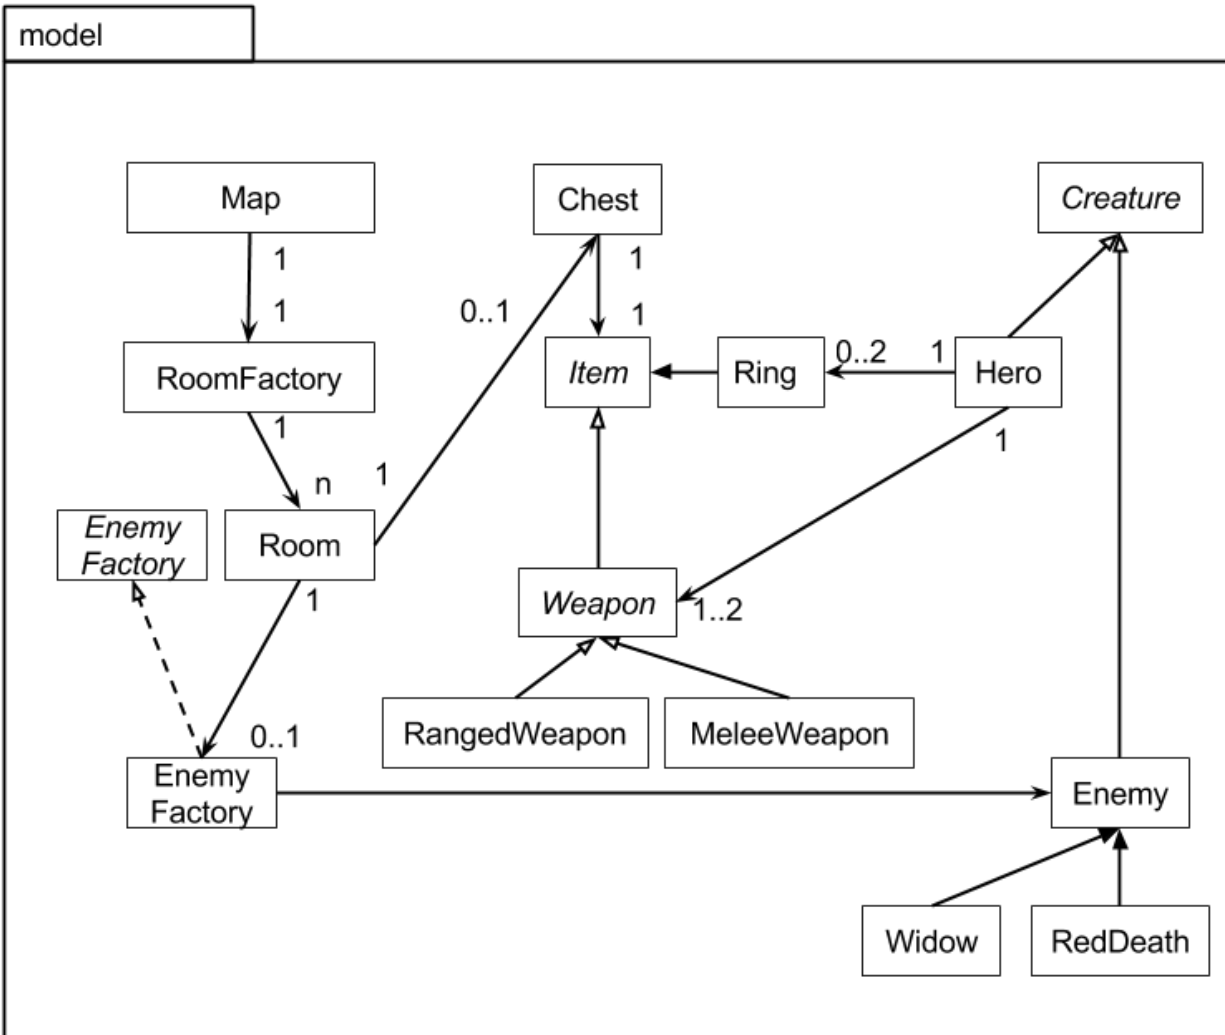 model
Map
Chest
Creature
1
1
0..1
1
1
RoomFactory
Item
Ring
0..2
1
Hero
1
n
1
1
Enemy
Factory
Room
1
Weapon
1..2
0..1
RangedWeapon
MeleeWeapon
Enemy
Factory
Enemy
Widow
RedDeath